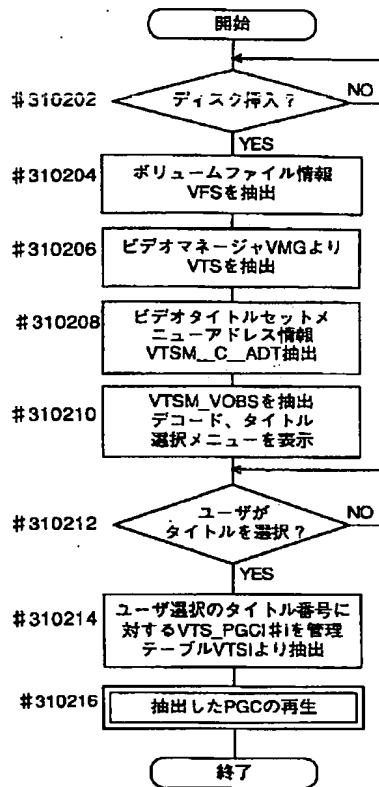 開始
#310202
ディスク挿入？
NO
YES
#310204
ボリュームファイル情報
VFSを抽出
#310206
ビデオマネージャVMGより
VTSを抽出
#310208
ビデオタイトルセットメ
ニューアドレス情報
VTSM__C__ADT抽出
#310210
VTSM_VOBSを抽出
デコード、タイトル
選択メニューを表示
#310212
ユーザが
タイトルを選択？
NO
YES
#310214
ユーザ選択のタイトル番号に
対するVTS_PGCI#iを管理
テーブルVTSIより抽出
#310216
抽出したPGCの再生
終了